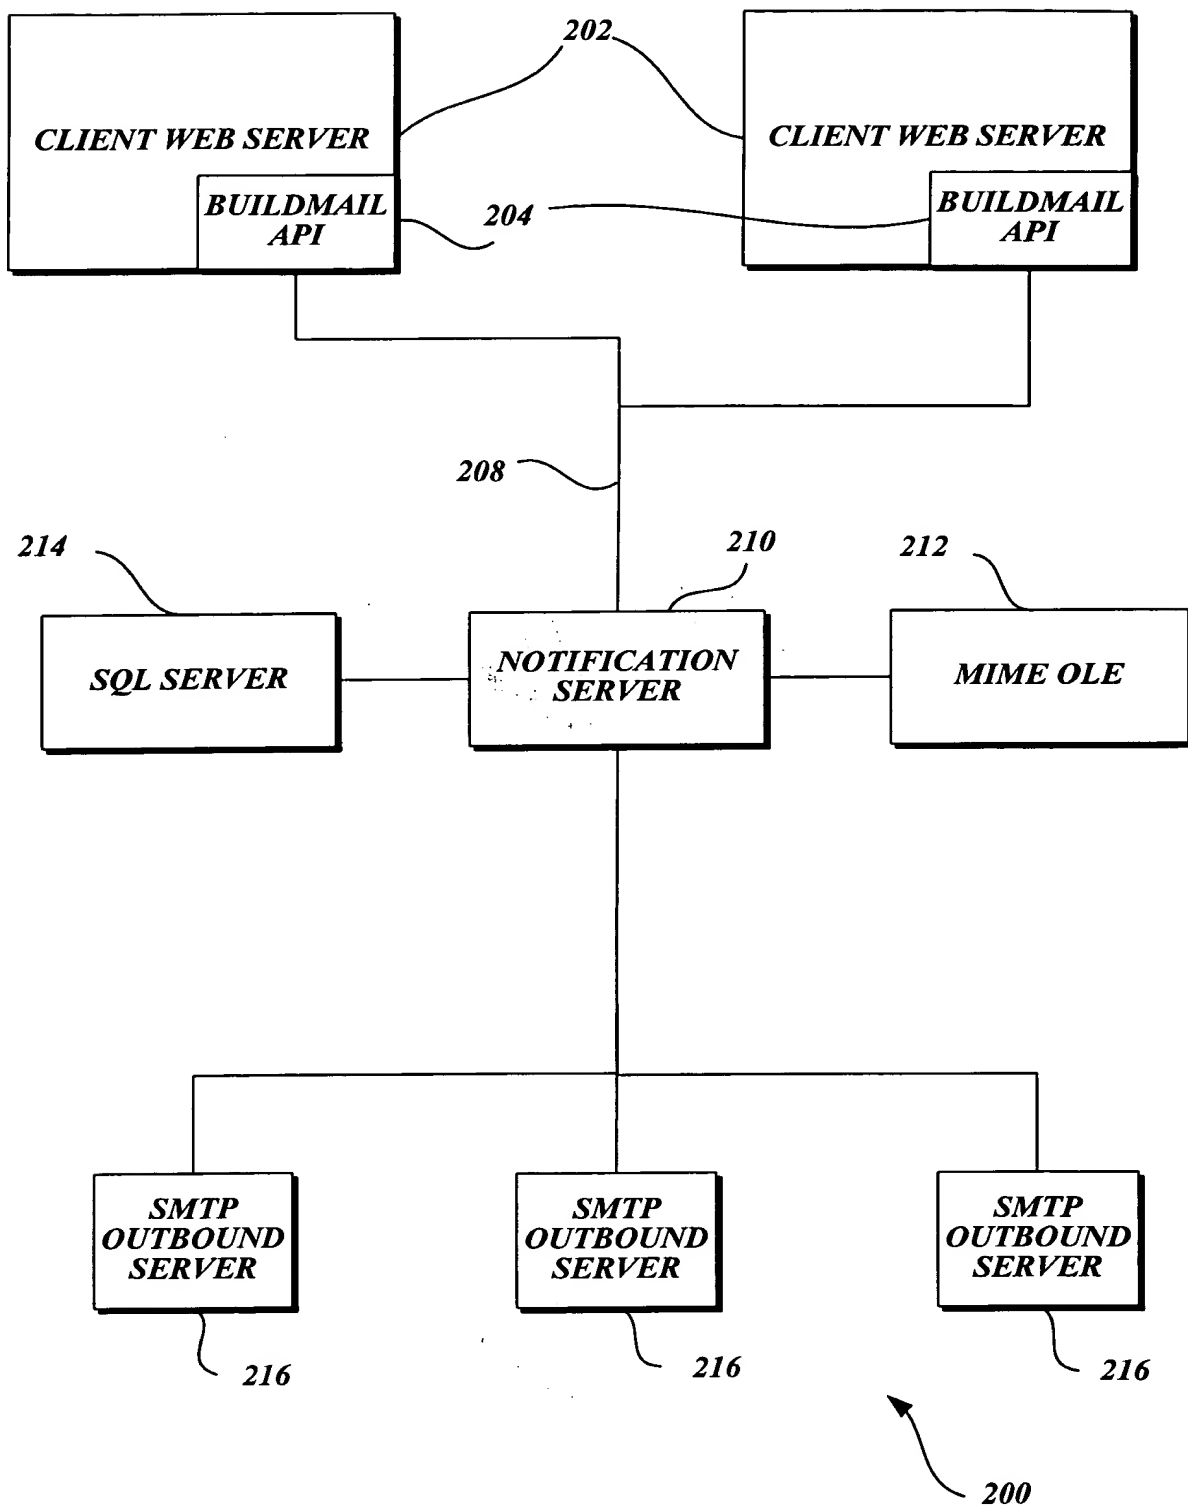 202
CLIENT WEB SERVER
CLIENT WEB SERVER
BUILDMAIL
API
204
BUILDMAIL
API
208
214
210
212
SQL SERVER
NOTIFICATION
SERVER
MIME OLE
SMTP
OUTBOUND
SERVER
SMTP
OUTBOUND
SERVER
SMTP
OUTBOUND
SERVER
216
216
216
200